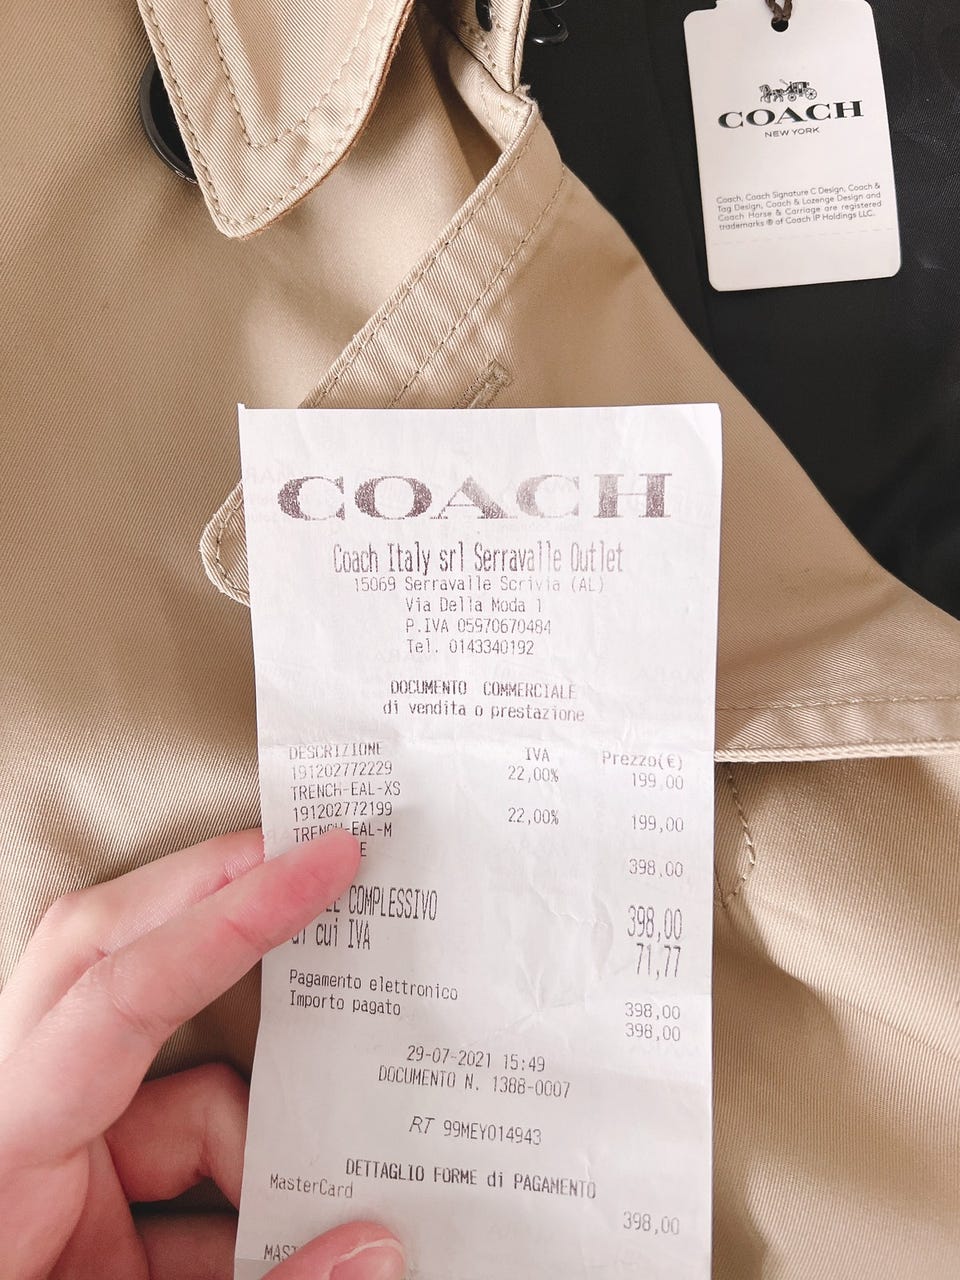 COACH
NEW YORK
Coach, Coach Signature C Design, Coach &
Tag Design, Coach & Lozenge Design and
Coach Horse & Carriage are registered
trademarks ® of Coach IP Holdings LLC.
COACH
Coach Italy srl Serravalle Outlet
15069 Serravalle Scrivia (AL)
Via Della Moda 1
P.IVA 05970670484
Tel. 0143340192
DOCUMENTO COMMERCIALE
di vendita o prestazione
DESCRIZIONE IVA Prezzo(€)
191202772229 22,00% 199,00
TRENCH-EAL-XS
191202772199 22,00% 199,00
TRENCH-EAL-M
398,00
COMPLESSIVO 398,00
di cui IVA 71,77
Pagamento elettronico 398,00
Importo pagato 398,00
29-07-2021 15:49
DOCUMENTO N. 1388-0007
RT 99MEY014943
DETTAGLIO FORME di PAGAMENTO
MasterCard 398,00